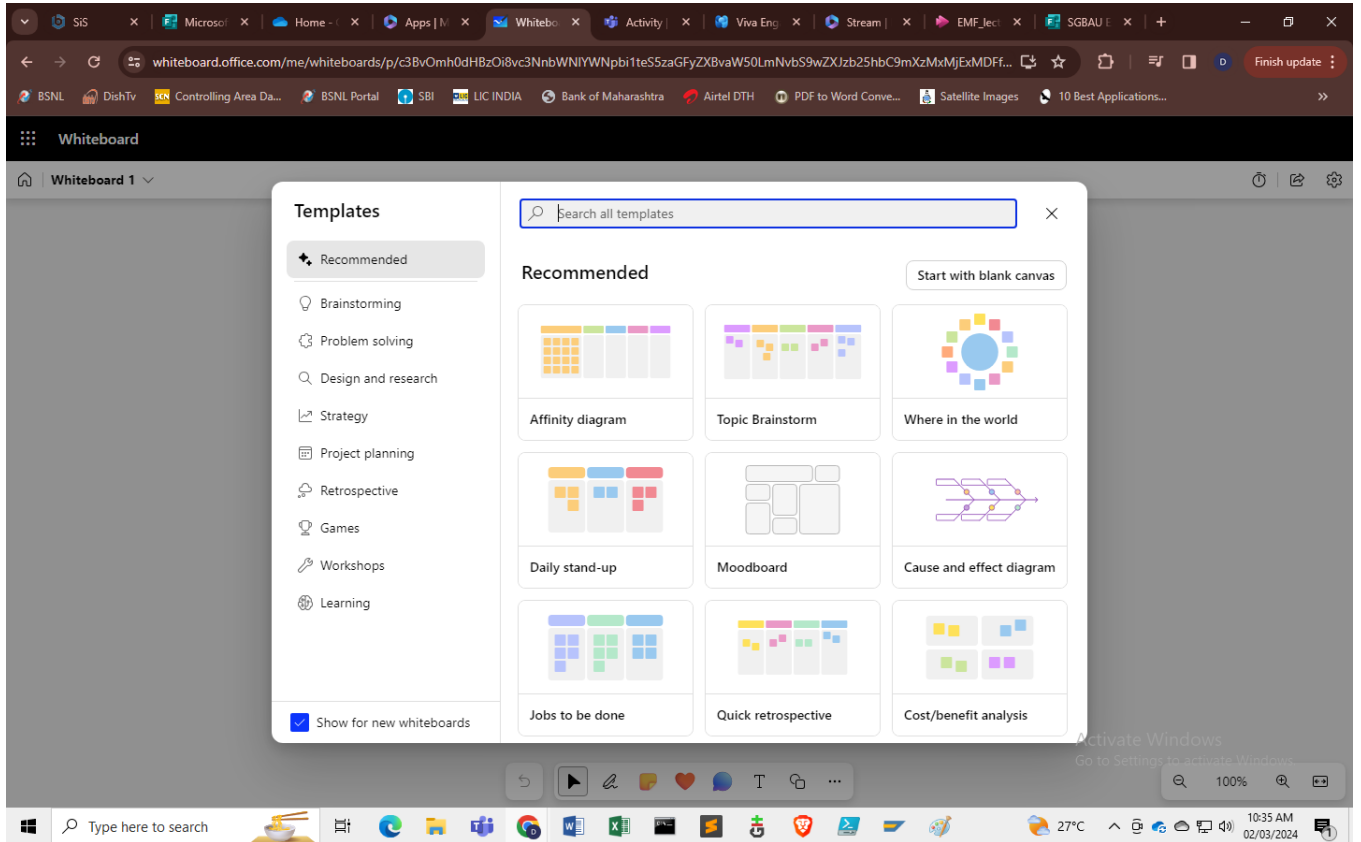 SiS
Microsof
Home - (
Apps | M
Whitebo
Activity |
Viva Eng
Stream |
EMF_lect
SGBAU E
whiteboard.office.com/me/whiteboards/p/c3BvOmh0dHBzOi8vc3NnbWNlYWNpbi1teS5zaGFyZXBvaW50LmNvbS9wZXJzb25hbC9mXzMxMjExMDFf...
D
Finish update
BSNL
DishTv
SCN Controlling Area Da...
BSNL Portal
SBI
LIC INDIA
Bank of Maharashtra
Airtel DTH
PDF to Word Conve...
Satellite Images
10 Best Applications...
Whiteboard
Whiteboard 1
Templates
Search all templates
Recommended
Brainstorming
Problem solving
Design and research
Strategy
Project planning
Retrospective
Games
Workshops
Learning
Show for new whiteboards
Recommended
Start with blank canvas
Affinity diagram
Topic Brainstorm
Where in the world
Daily stand-up
Moodboard
Cause and effect diagram
Jobs to be done
Quick retrospective
Cost/benefit analysis
Activate Windows
Go to Settings to activate Windows.
T
100%
Type here to search
27°C
10:35 AM
02/03/2024
1